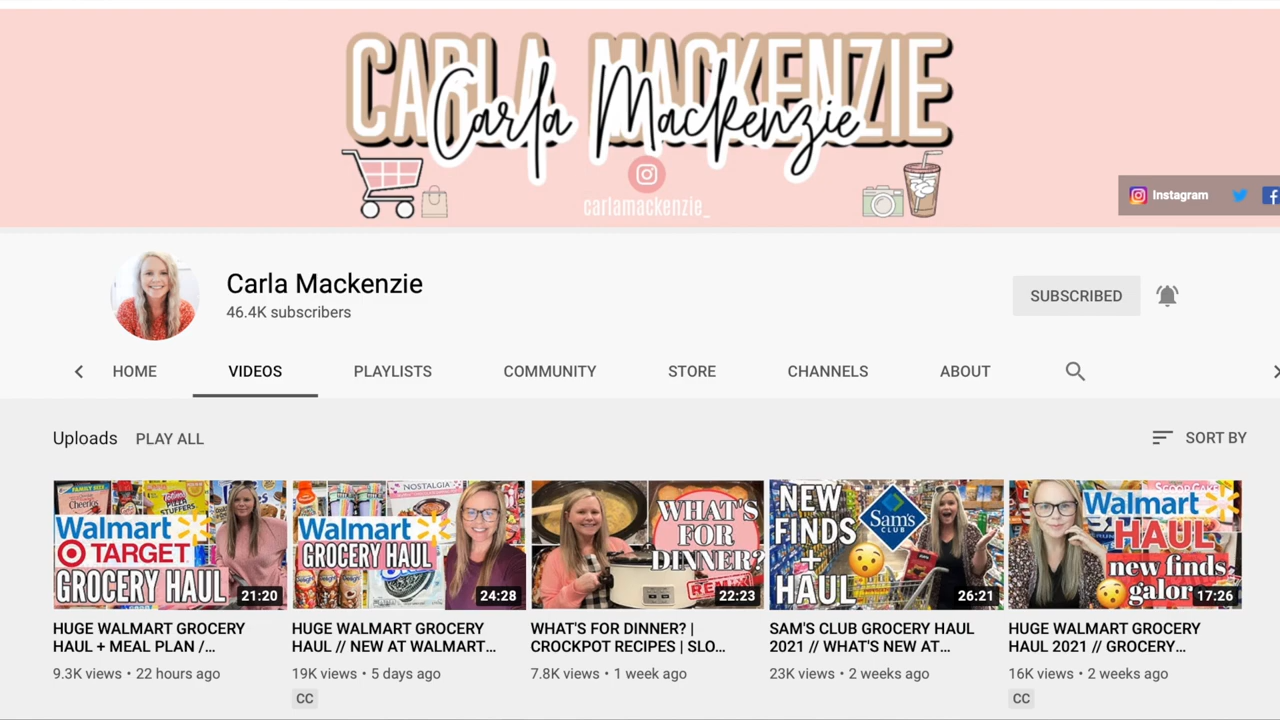 CARLA MACKENZIE
Carla Mackenzie
carlamackenzie_
Instagram
Carla Mackenzie
46.4K subscribers
SUBSCRIBED
HOME
VIDEOS
PLAYLISTS
COMMUNITY
STORE
CHANNELS
ABOUT
Uploads
PLAY ALL
SORT BY
FAMILY SIZE
Cheerios
STUFFERS
Walmart
TARGET
GROCERY HAUL
21:20
NOSTALGIA
Walmart
GROCERY HAUL
24:28
WHAT'S
FOR
DINNER?
22:23
NEW
FINDS
+
HAUL
Sam's
CLUB
26:21
Walmart
HAUL
new finds
galor
17:26
HUGE WALMART GROCERY
HAUL + MEAL PLAN /...
9.3K views • 22 hours ago
HUGE WALMART GROCERY
HAUL // NEW AT WALMART...
19K views • 5 days ago
CC
WHAT'S FOR DINNER? |
CROCKPOT RECIPES | SLO...
7.8K views • 1 week ago
SAM'S CLUB GROCERY HAUL
2021 // WHAT'S NEW AT...
23K views • 2 weeks ago
HUGE WALMART GROCERY
HAUL 2021 // GROCERY...
16K views • 2 weeks ago
CC